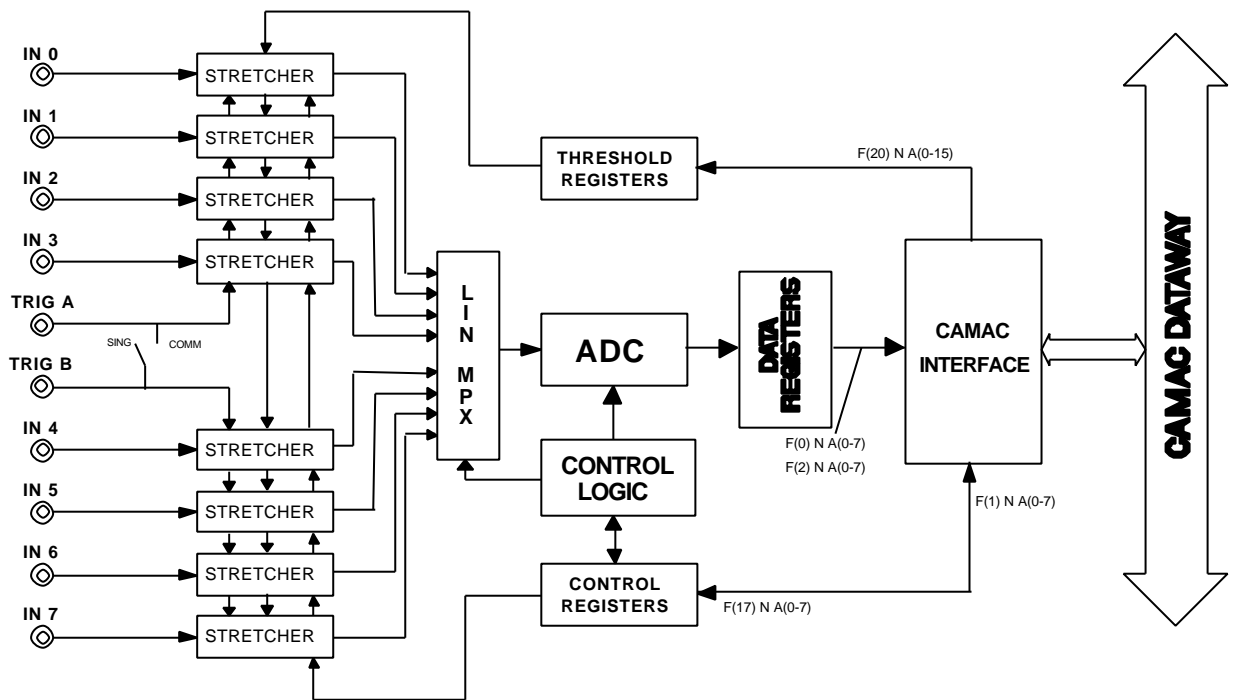 IN 0
STRETCHER
IN 1
STRETCHER
IN 2
STRETCHER
IN 3
STRETCHER
TRIG A
SING
COMM
TRIG B
IN 4
STRETCHER
IN 5
STRETCHER
IN 6
STRETCHER
IN 7
STRETCHER
LIN MPX
THRESHOLD
REGISTERS
F(20) N A(0-15)
ADC
DATA
REGISTERS
F(0) N A(0-7)
F(2) N A(0-7)
CONTROL
LOGIC
CONTROL
REGISTERS
F(17) N A(0-7)
F(1) N A(0-7)
CAMAC
INTERFACE
CAMAC DATAWAY